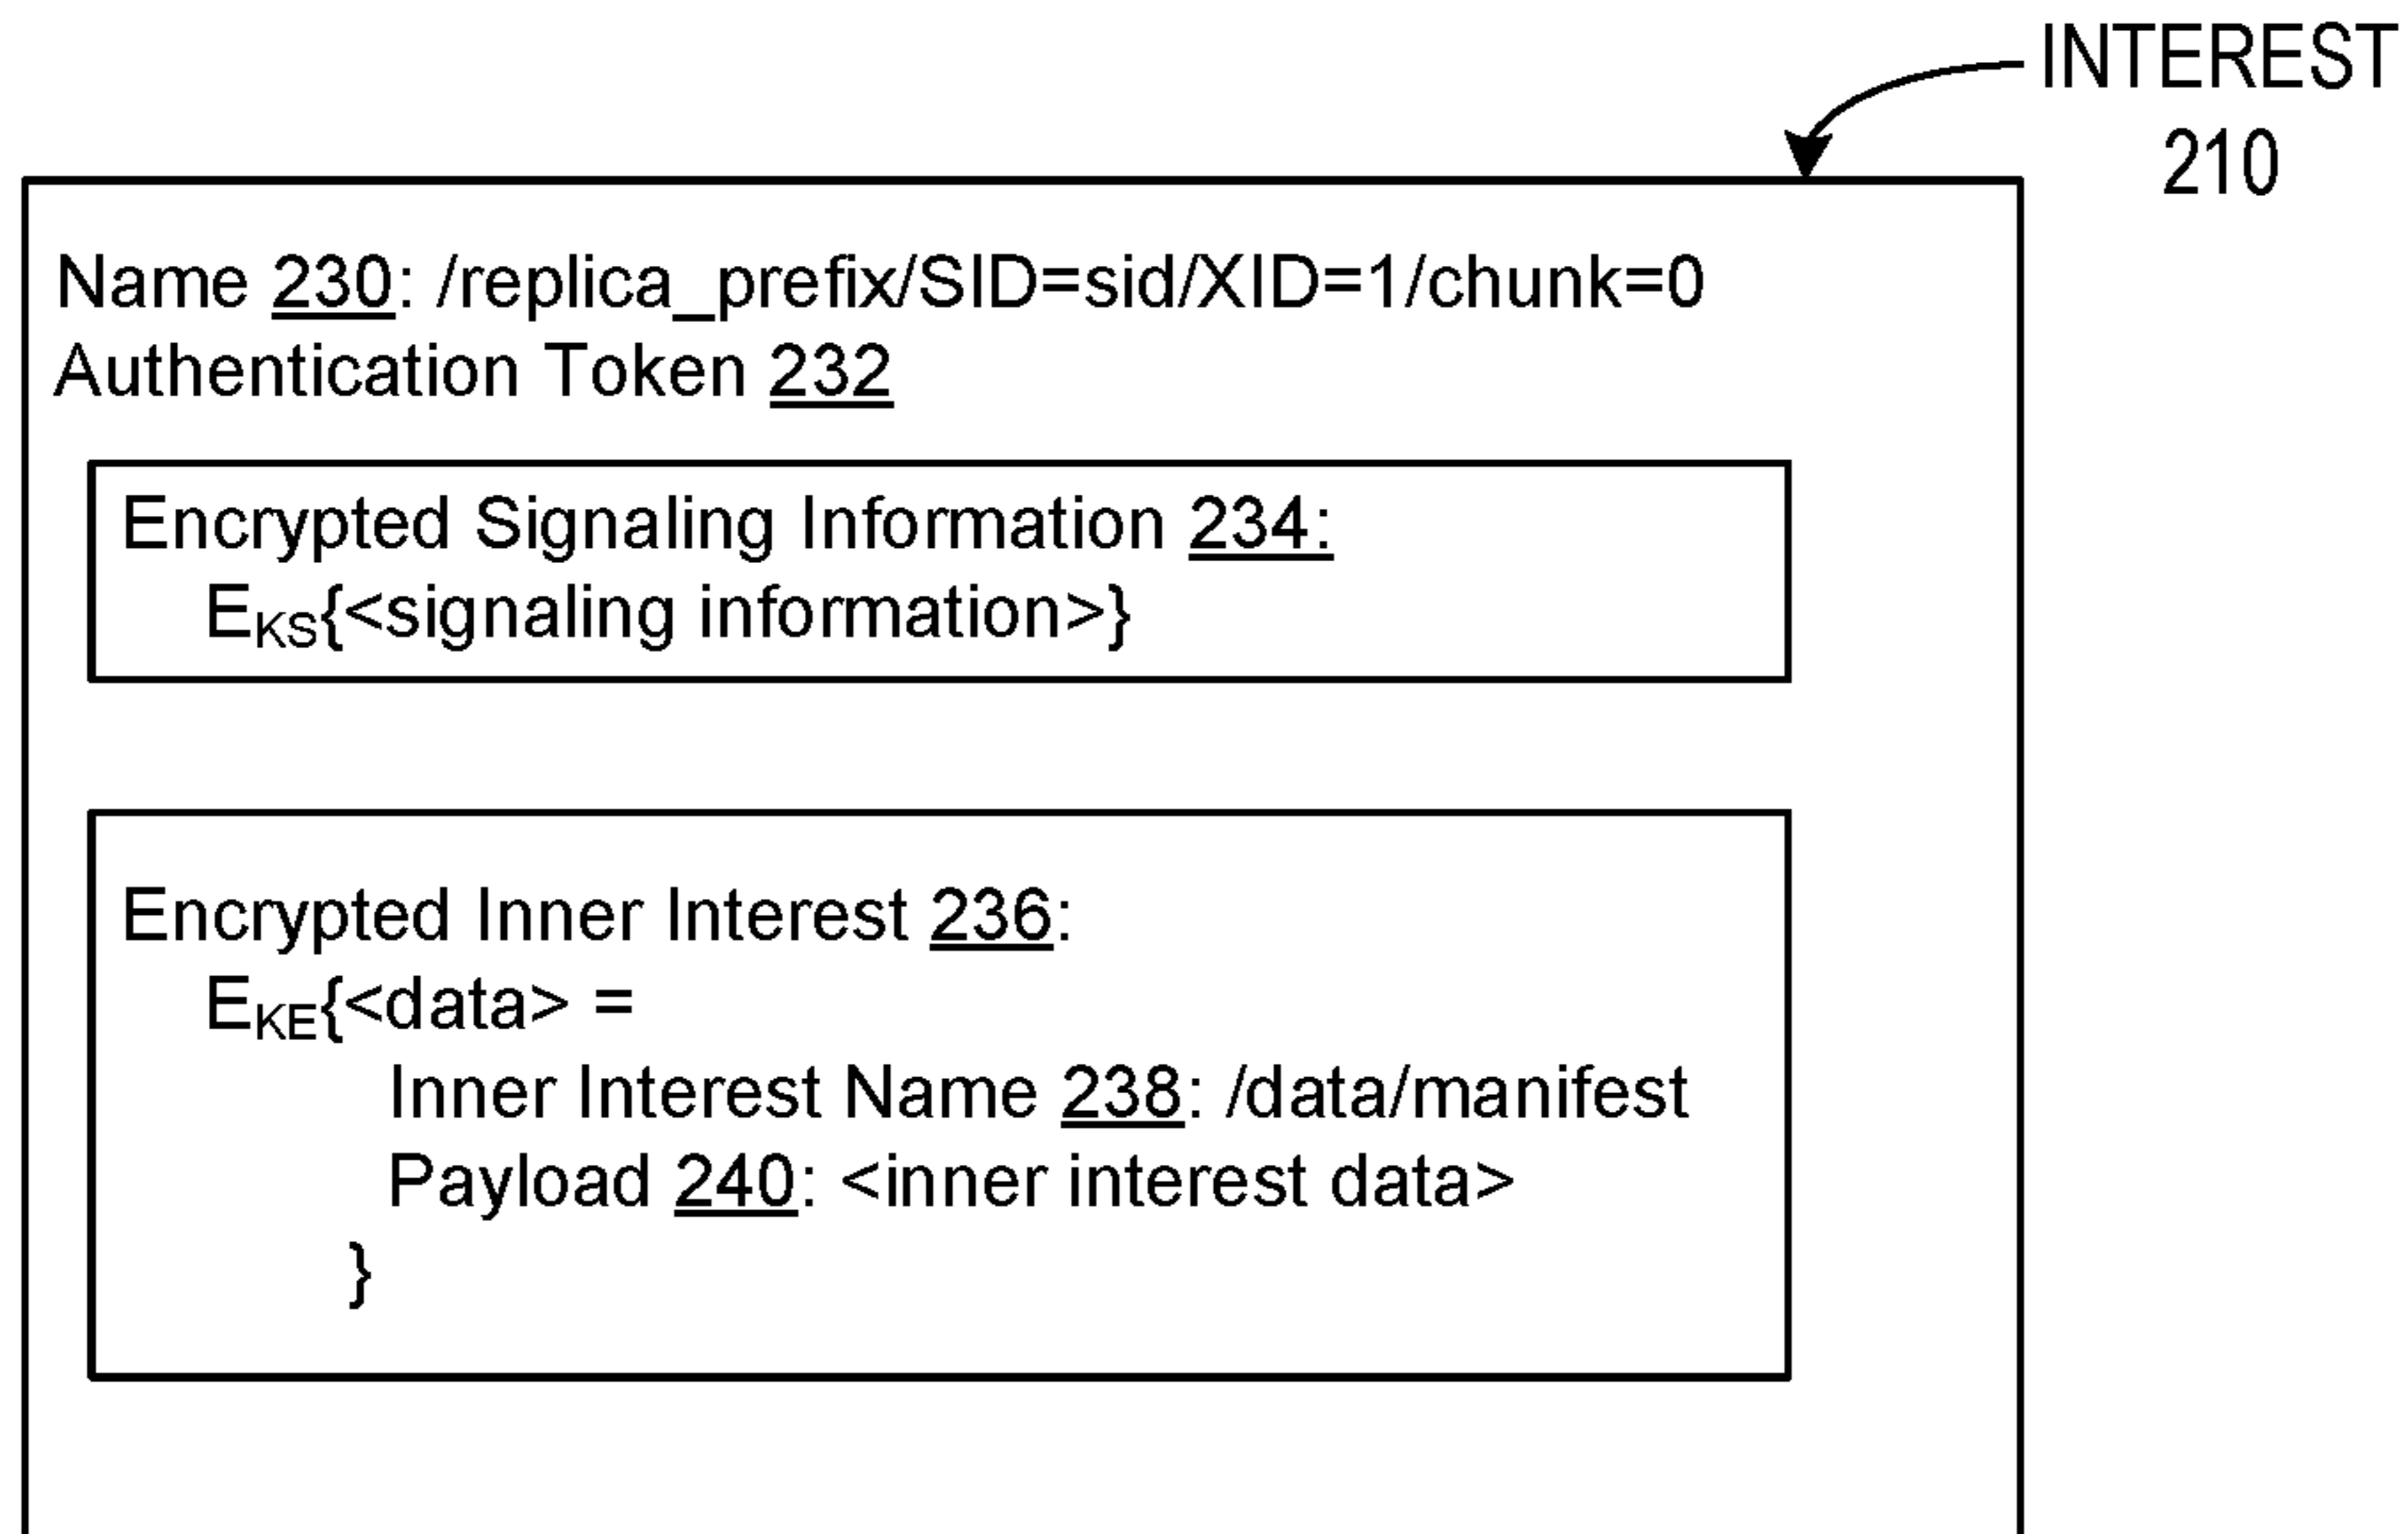 INTEREST
210
Name 230: /replica_prefix/SID=sid/XID=1/chunk=0
Authentication Token 232
Encrypted Signaling Information 234:
EKS{<signaling information>}
Encrypted Inner Interest 236:
EKE{<data> =
Inner Interest Name 238: /data/manifest
Payload 240: <inner interest data>
}